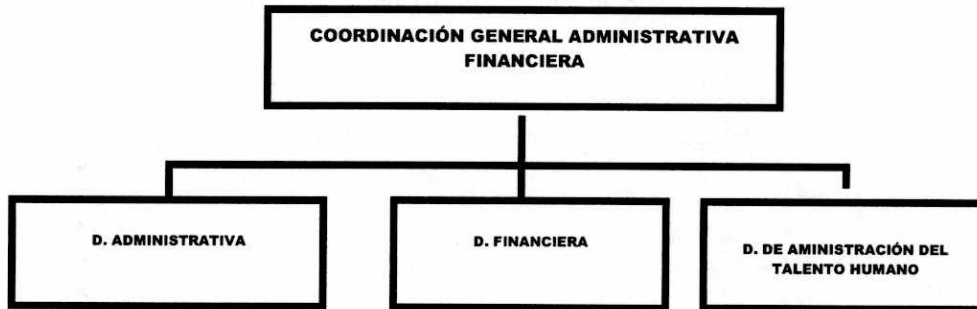 COORDINACIÓN GENERAL ADMINISTRATIVA
FINANCIERA
D. ADMINISTRATIVA
D. FINANCIERA
D. DE AMINISTRACIÓN DEL
TALENTO HUMANO